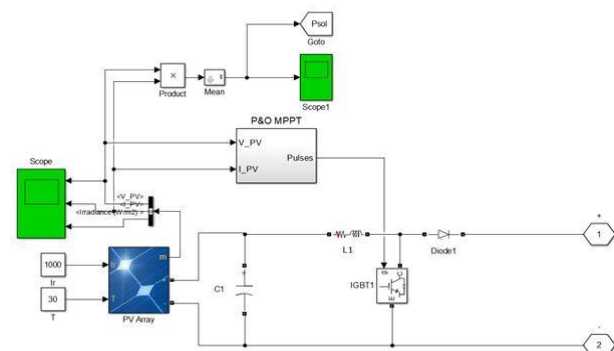 Psol
Goto
×
Product
Mean
Scope1
P&O MPPT
V_PV
I_PV
Pulses
Scope
<V_PV>
<I_PV>
<Irradiance (W/m2) >
m
1000
Ir
Ir
30
T
T
+
-
PV Array
C1
+
L1
Diode1
g
C
E
IGBT1
+
1
-
2